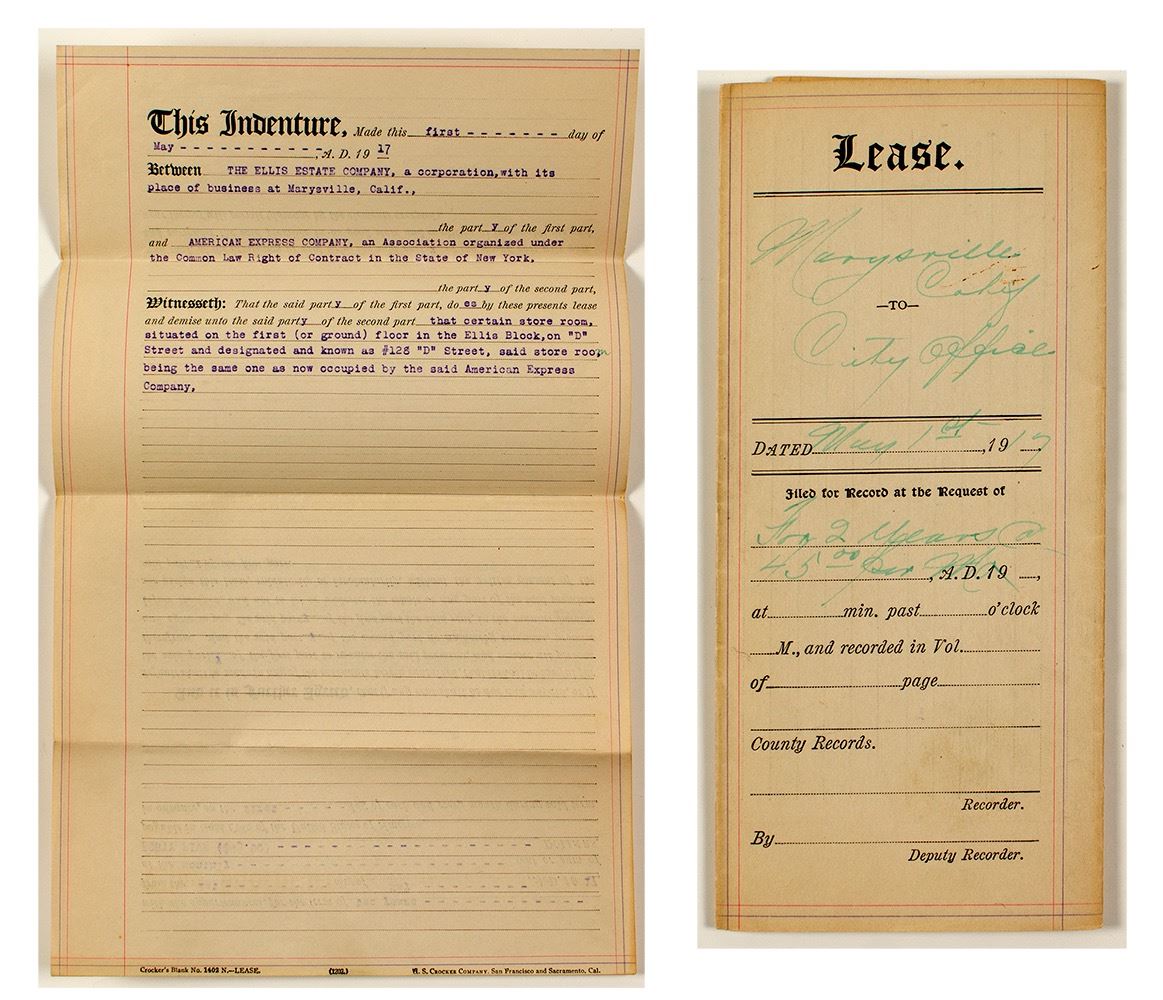 This Indenture, Made this first - - - - - - - day of
May - - - - - - - - - - -, A. D. 19 17
Between THE ELLIS ESTATE COMPANY, a corporation, with its
place of business at Marysville, Calif.,
the part y of the first part,
and AMERICAN EXPRESS COMPANY, an Association organized under
the Common Law Right of Contract in the State of New York,
the part y of the second part,
Witnesseth: That the said party of the first part, do es by these presents lease
and demise unto the said party of the second part that certain store room,
situated on the first (or ground) floor in the Ellis Block, on "D"
Street and designated and known as "D" Street, said store room
being the same one as now occupied by the said American Express
Company,
Crocker's Blank No. 1402 N.—LEASE. (1202.) H. S. CROCKER COMPANY. San Francisco and Sacramento, Cal.
Lease.
Marysville
—TO—
City Office
DATED May 1st, 19 17
Filed for Record at the Request of
For 2 Years @
45 00 per Mo
, A. D. 19 ,
at min. past o'clock
M., and recorded in Vol.
of page
County Records.
Recorder.
By
Deputy Recorder.